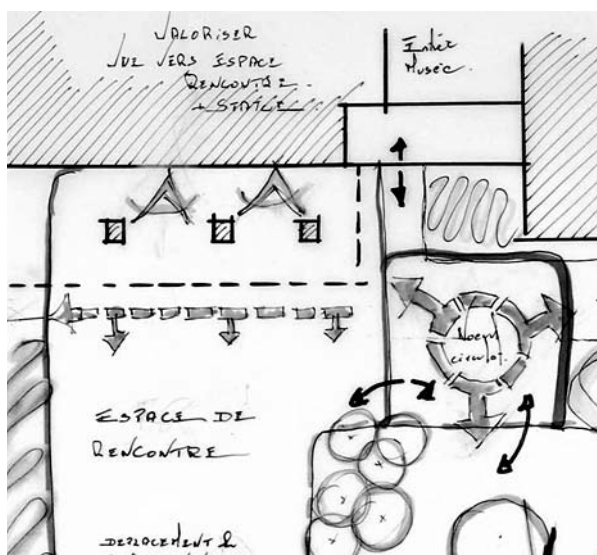 VALORISER
VUE VERS ESPACE
RENCONTRE
+ STATUE.
Entrée
Musée.
Noeud
circulat.
ESPACE DE
RENCONTRE
DEPLACEMENT &